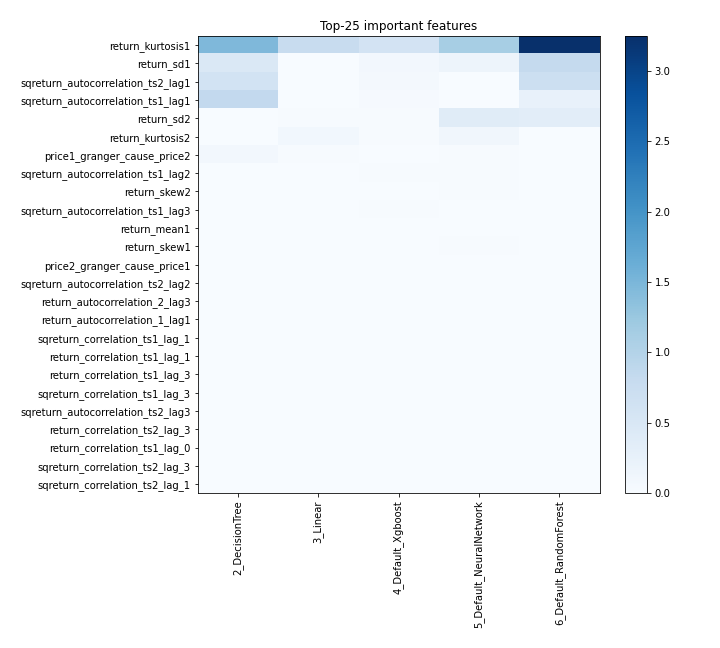 Top-25 important features
return_kurtosis1
return_sd1
sqreturn_autocorrelation_ts2_lag1
sqreturn_autocorrelation_ts1_lag1
return_sd2
return_kurtosis2
price1_granger_cause_price2
sqreturn_autocorrelation_ts1_lag2
return_skew2
sqreturn_autocorrelation_ts1_lag3
return_mean1
return_skew1
price2_granger_cause_price1
sqreturn_autocorrelation_ts2_lag2
return_autocorrelation_2_lag3
return_autocorrelation_1_lag1
sqreturn_correlation_ts1_lag_1
return_correlation_ts1_lag_1
return_correlation_ts1_lag_3
sqreturn_correlation_ts1_lag_3
sqreturn_autocorrelation_ts2_lag3
return_correlation_ts2_lag_3
return_correlation_ts1_lag_0
sqreturn_correlation_ts2_lag_3
sqreturn_correlation_ts2_lag_1
2_DecisionTree
3_Linear
4_Default_Xgboost
5_Default_NeuralNetwork
6_Default_RandomForest
3.0
2.5
2.0
1.5
1.0
0.5
0.0